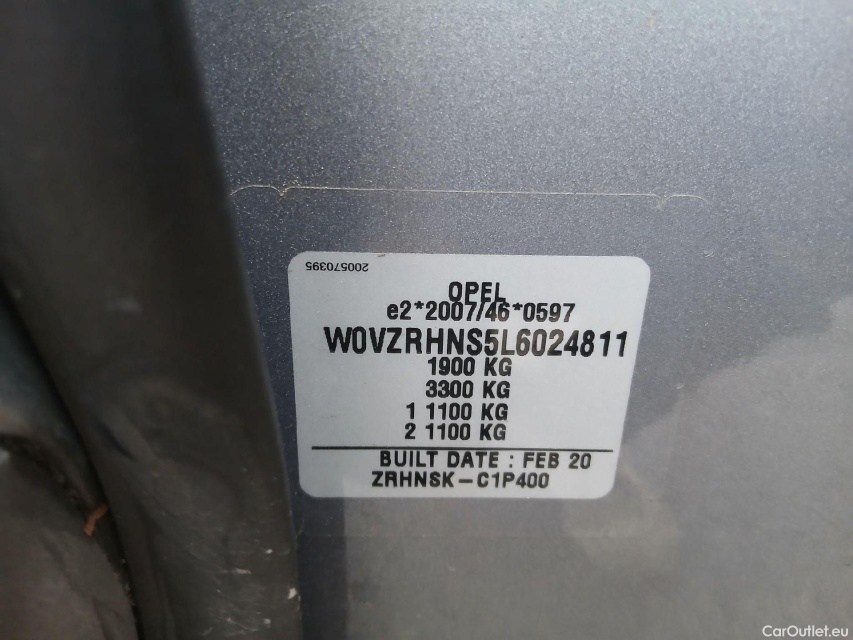 200570395
OPEL
e2*2007/46*0597
W0VZRHNS5L6024811
1900 KG
3300 KG
1 1100 KG
2 1100 KG
BUILT DATE : FEB 20
ZRHNSK-C1P400
CarOutlet.eu